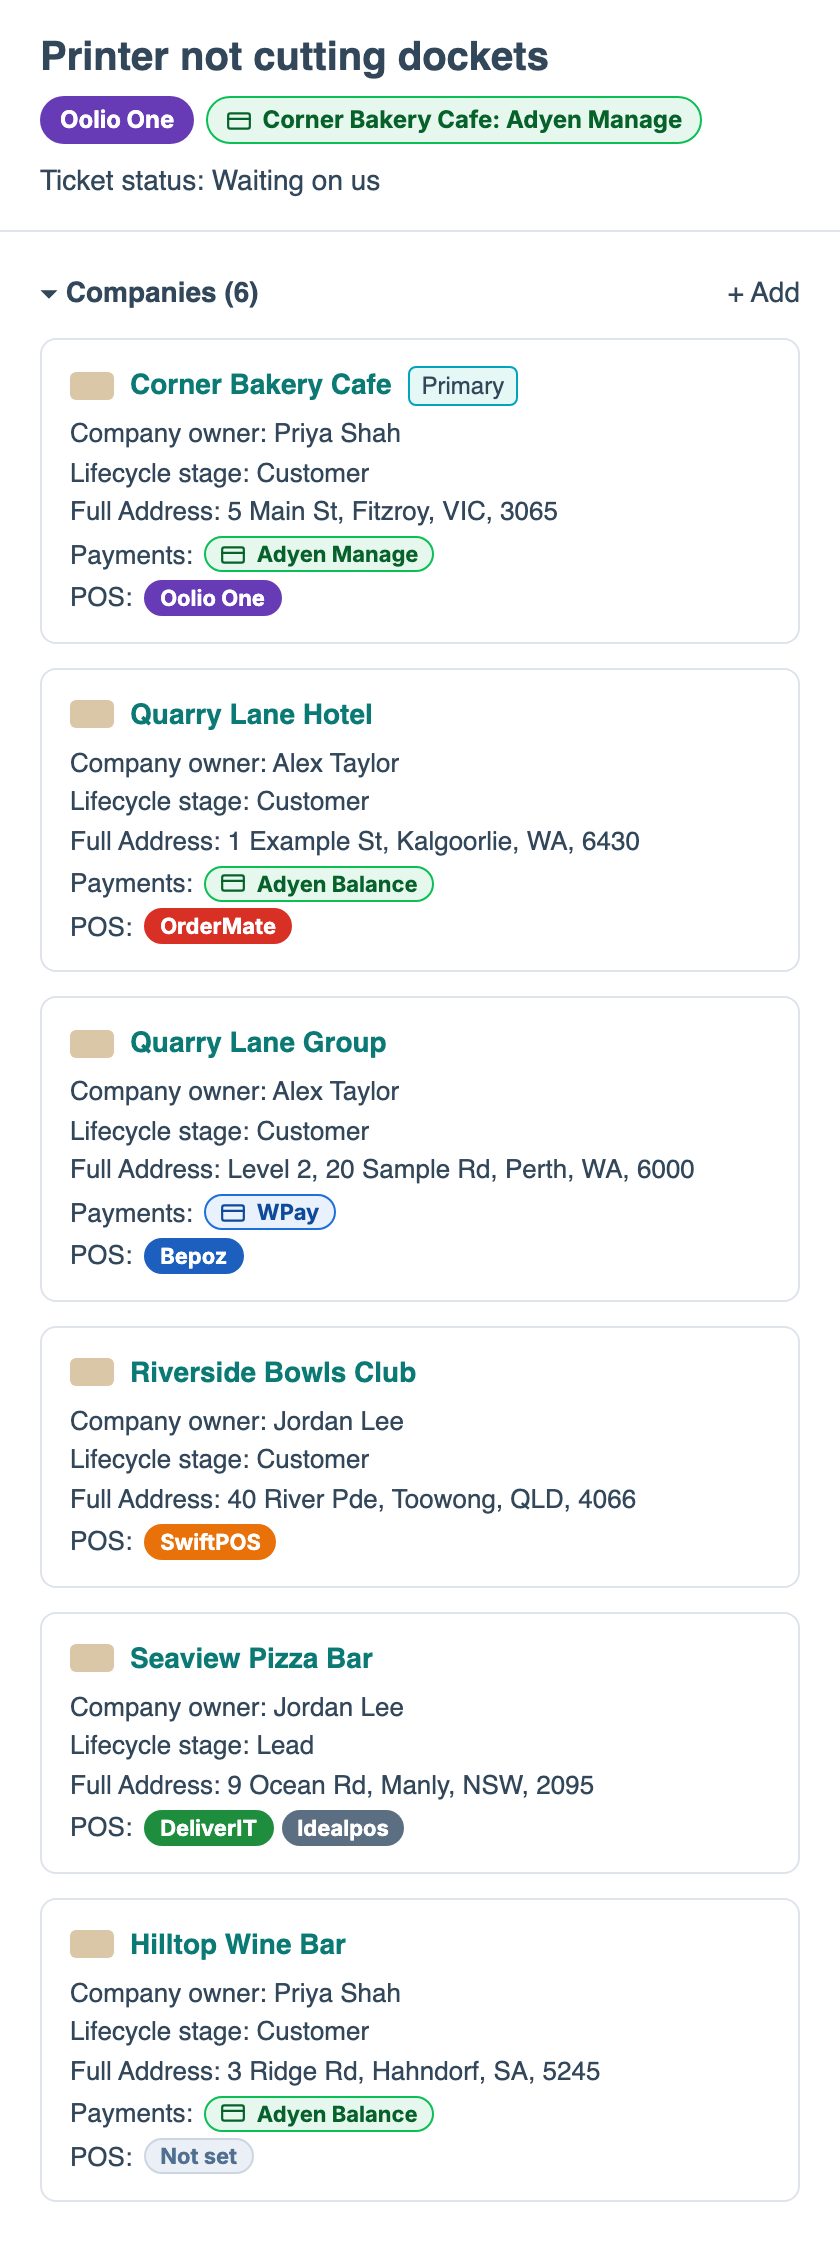 Printer not cutting dockets
Oolio One
Corner Bakery Cafe: Adyen Manage
Ticket status: Waiting on us
Companies (6)
+ Add
Corner Bakery Cafe Primary
Company owner: Priya Shah
Lifecycle stage: Customer
Full Address: 5 Main St, Fitzroy, VIC, 3065
Payments: Adyen Manage
POS: Oolio One
Quarry Lane Hotel
Company owner: Alex Taylor
Lifecycle stage: Customer
Full Address: 1 Example St, Kalgoorlie, WA, 6430
Payments: Adyen Balance
POS: OrderMate
Quarry Lane Group
Company owner: Alex Taylor
Lifecycle stage: Customer
Full Address: Level 2, 20 Sample Rd, Perth, WA, 6000
Payments: WPay
POS: Bepoz
Riverside Bowls Club
Company owner: Jordan Lee
Lifecycle stage: Customer
Full Address: 40 River Pde, Toowong, QLD, 4066
POS: SwiftPOS
Seaview Pizza Bar
Company owner: Jordan Lee
Lifecycle stage: Lead
Full Address: 9 Ocean Rd, Manly, NSW, 2095
POS: DeliverIT Idealpos
Hilltop Wine Bar
Company owner: Priya Shah
Lifecycle stage: Customer
Full Address: 3 Ridge Rd, Hahndorf, SA, 5245
Payments: Adyen Balance
POS: Not set